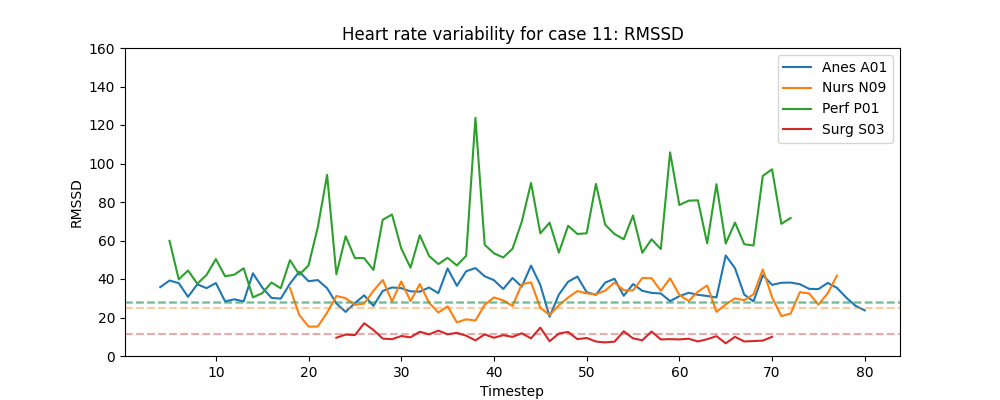 Heart rate variability for case 11: RMSSD
160
140
120
100
80
60
40
20
0
RMSSD
Anes A01
Nurs N09
Perf P01
Surg S03
10 20 30 40 50 60 70 80
Timestep